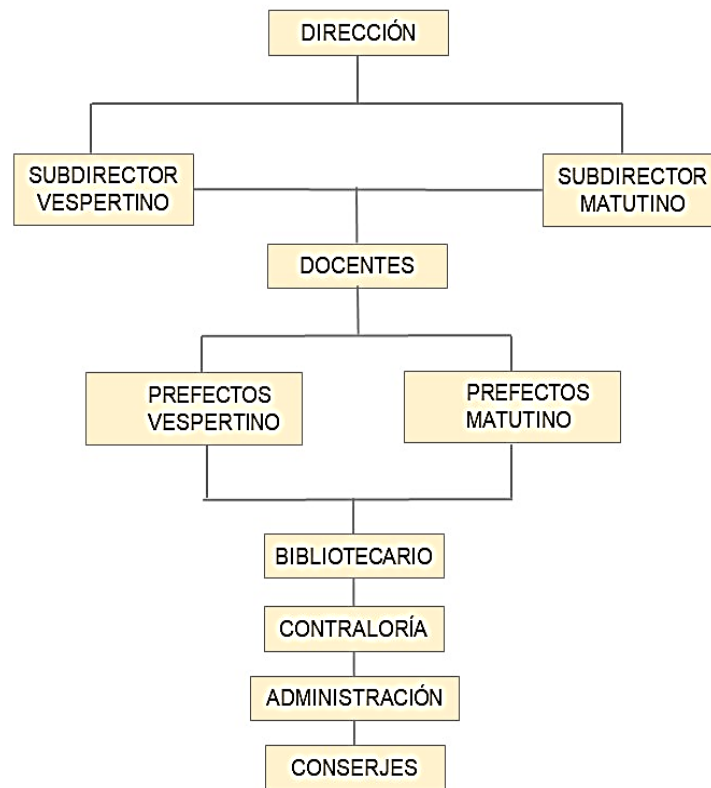 DIRECCIÓN
SUBDIRECTOR
VESPERTINO
SUBDIRECTOR
MATUTINO
DOCENTES
PREFECTOS
VESPERTINO
PREFECTOS
MATUTINO
BIBLIOTECARIO
CONTRALORÍA
ADMINISTRACIÓN
CONSERJES